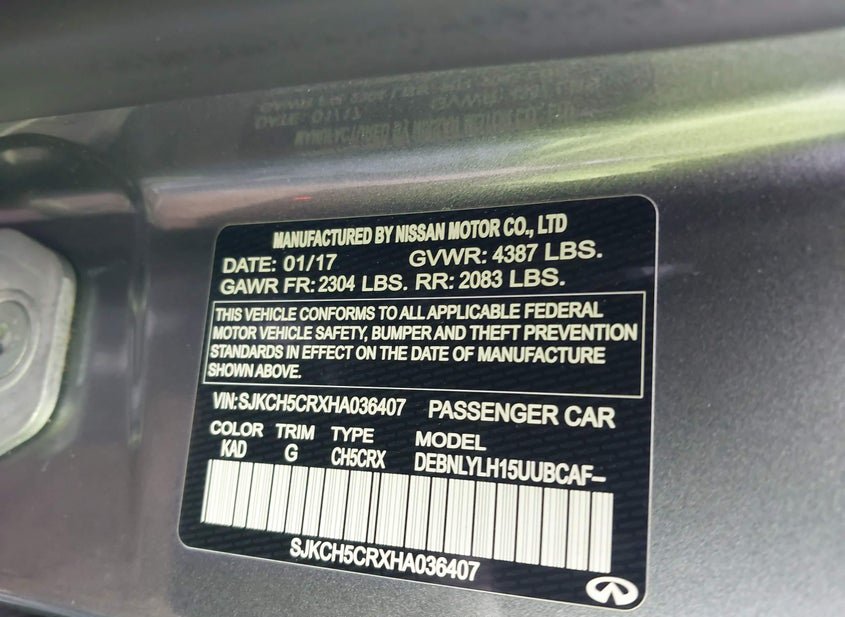 MANUFACTURED BY NISSAN MOTOR CO., LTD
DATE: 01/17 GVWR: 4387 LBS.
GAWR FR: 2304 LBS. RR: 2083 LBS.
THIS VEHICLE CONFORMS TO ALL APPLICABLE FEDERAL
MOTOR VEHICLE SAFETY, BUMPER AND THEFT PREVENTION
STANDARDS IN EFFECT ON THE DATE OF MANUFACTURE
SHOWN ABOVE.
VIN: SJKCH5CRXHA036407 PASSENGER CAR
COLOR TRIM TYPE MODEL
KAD G CH5CRX DEBNLYLH15UUBCAF–
SJKCH5CRXHA036407